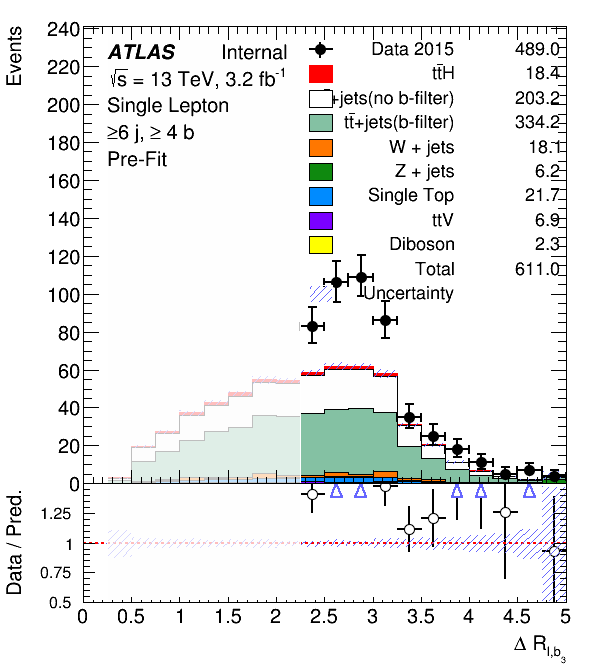 Events
240
220
200
180
160
140
120
100
80
60
40
20
0
ATLAS Internal
√s = 13 TeV, 3.2 fb⁻¹
Single Lepton
≥6 j, ≥ 4 b
Pre-Fit
Data 2015 489.0
tt̄H 18.4
+jets(no b-filter) 203.2
tt̄+jets(b-filter) 334.2
W + jets 18.1
Z + jets 6.2
Single Top 21.7
ttV 6.9
Diboson 2.3
Total 611.0
Uncertainty
Data / Pred.
1.25
1
0.75
0.5
0 0.5 1 1.5 2 2.5 3 3.5 4 4.5 5
Δ R_l,b₃